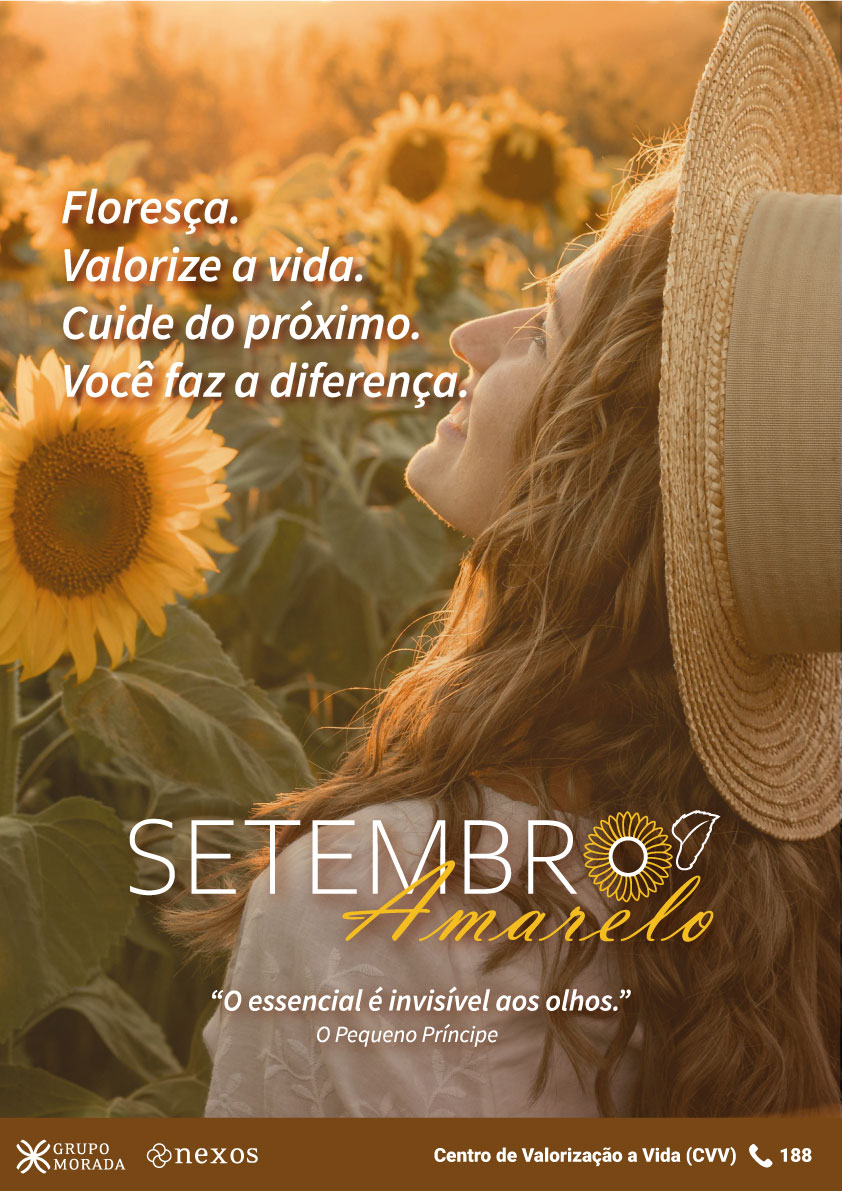 Floresça.
Valorize a vida.
Cuide do próximo.
Você faz a diferença.
SETEMBRO
Amarelo
“O essencial é invisível aos olhos.”
O Pequeno Príncipe
GRUPO
MORADA
nexos
Centro de Valorização a Vida (CVV) 188